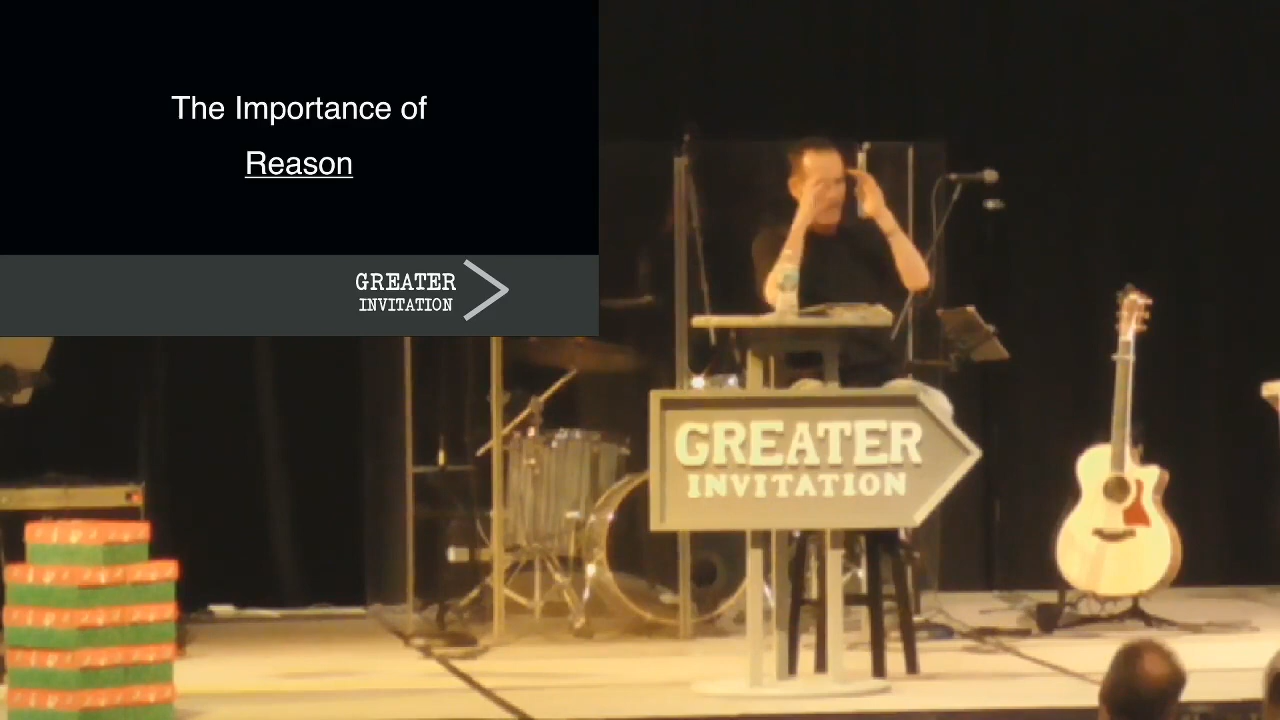 The Importance of
Reason
GREATER
INVITATION
GREATER
INVITATION